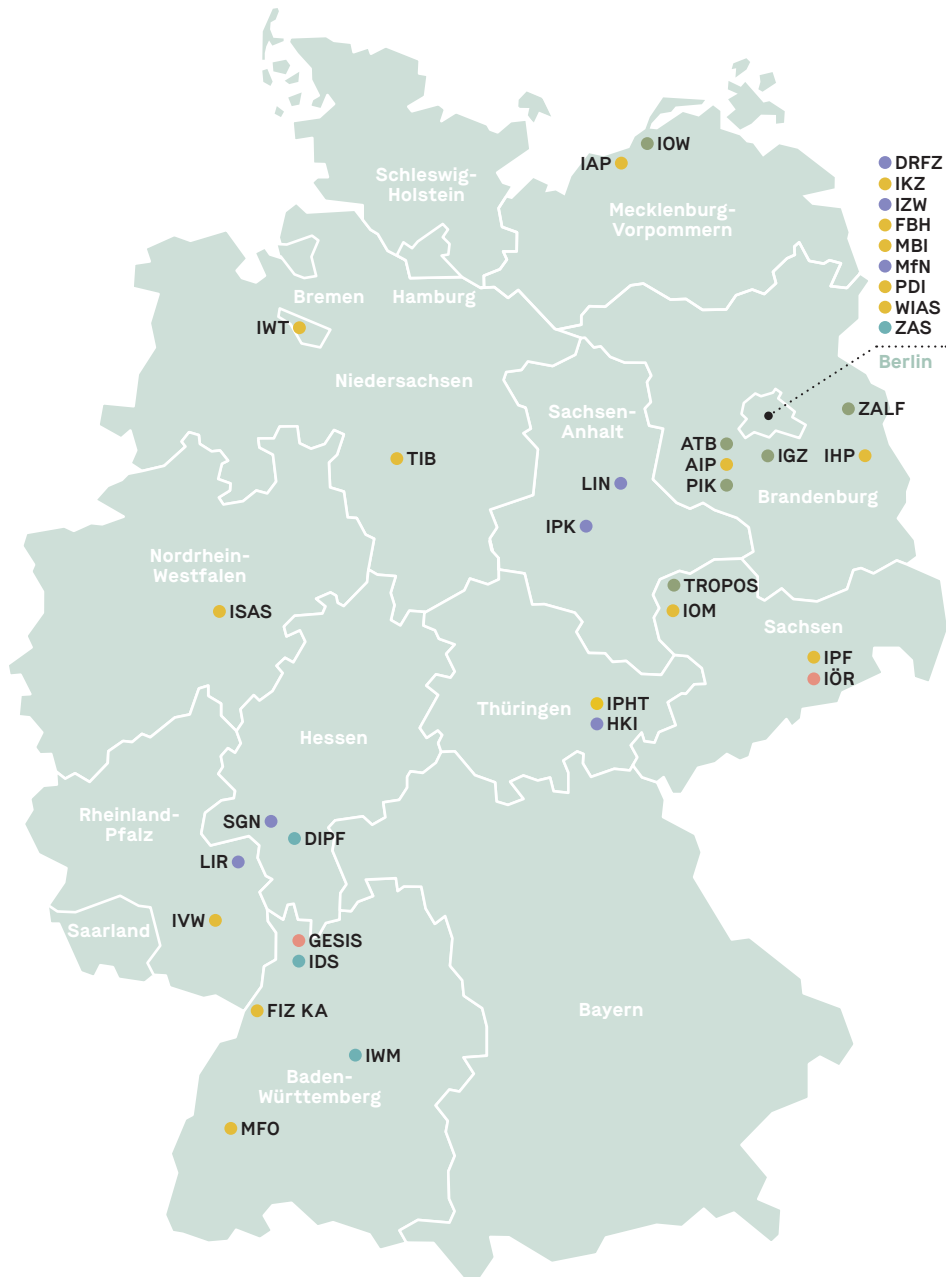 IOW
IAP
DRFZ
IKZ
IZW
FBH
MBI
MfN
PDI
WIAS
ZAS
Berlin
Schleswig-
Holstein
Mecklenburg-
Vorpommern
Bremen
Hamburg
IWT
Niedersachsen
Sachsen-
Anhalt
ZALF
ATB
AIP
PIK
IGZ
IHP
Brandenburg
TIB
LIN
IPK
Nordrhein-
Westfalen
ISAS
TROPOS
IOM
Sachsen
IPF
IÖR
Thüringen
IPHT
HKI
Hessen
Rheinland-
Pfalz
SGN
DIPF
LIR
IVW
Saarland
GESIS
IDS
FIZ KA
Bayern
IWM
Baden-
Württemberg
MFO